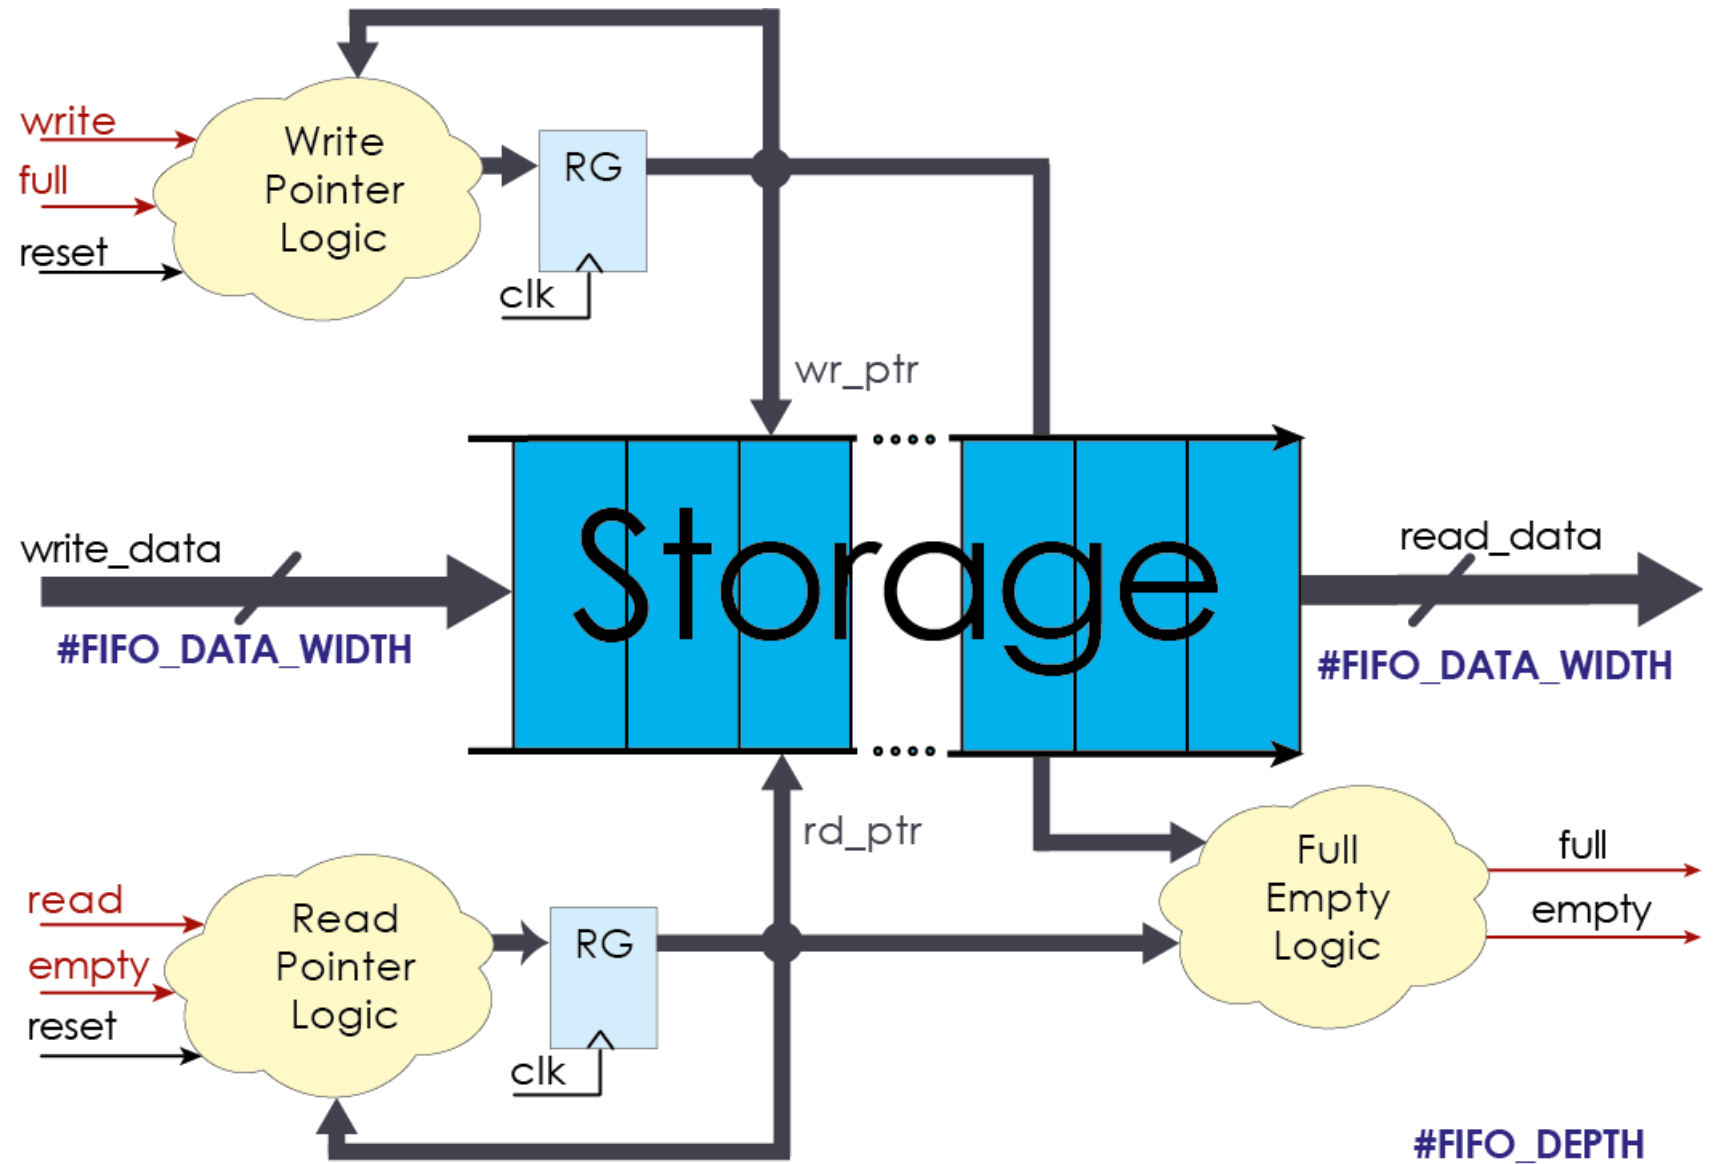 write
full
reset
Write
Pointer
Logic
RG
clk
wr_ptr
write_data
#FIFO_DATA_WIDTH
Storage
read_data
#FIFO_DATA_WIDTH
rd_ptr
read
empty
reset
Read
Pointer
Logic
RG
clk
Full
Empty
Logic
full
empty
#FIFO_DEPTH